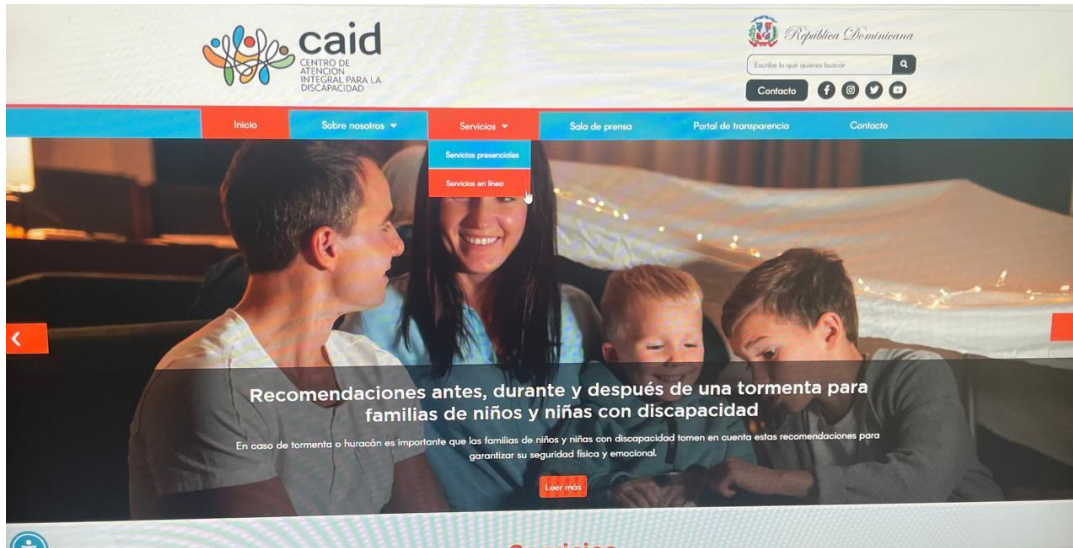 caid
CENTRO DE
ATENCIÓN
INTEGRAL PARA LA
DISCAPACIDAD
República Dominicana
Escribe lo que quieres buscar
Contacto
Inicio
Sobre nosotros
Servicios
Sala de prensa
Portal de transparencia
Contacto
Servicios presenciales
Servicios en línea
Recomendaciones antes, durante y después de una tormenta para
familias de niños y niñas con discapacidad
En caso de tormenta o huracán es importante que las familias de niños y niñas con discapacidad tomen en cuenta estas recomendaciones para
garantizar su seguridad física y emocional.
Leer más
Servicios